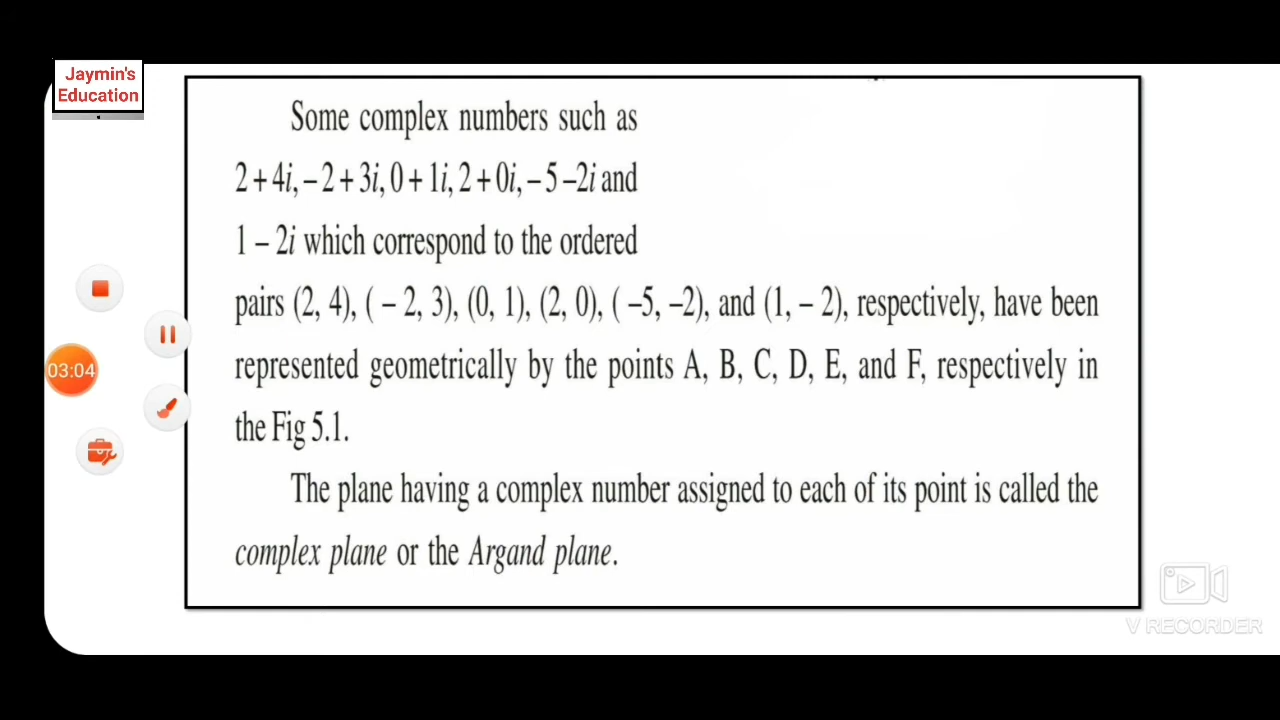 Jaymin's
Education
Some complex numbers such as
2 + 4i, – 2 + 3i, 0 + 1i, 2 + 0i, – 5 –2i and
1 – 2i which correspond to the ordered
pairs (2, 4), ( – 2, 3), (0, 1), (2, 0), ( –5, –2), and (1, – 2), respectively, have been
represented geometrically by the points A, B, C, D, E, and F, respectively in
the Fig 5.1.
The plane having a complex number assigned to each of its point is called the
complex plane or the Argand plane.
03:04
V RECORDER